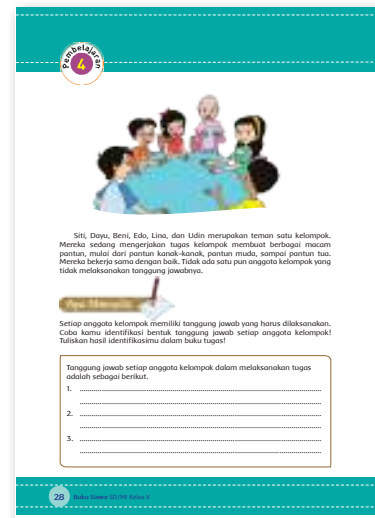 Pembelajaran
4
Siti, Dayu, Beni, Edo, Lina, dan Udin merupakan teman satu kelompok.
Mereka sedang mengerjakan tugas kelompok membuat berbagai macam
pantun, mulai dari pantun kanak-kanak, pantun muda, sampai pantun tua.
Mereka bekerja sama dengan baik. Tidak ada satu pun anggota kelompok yang
tidak melaksanakan tanggung jawabnya.
Ayo Menulis
Setiap anggota kelompok memiliki tanggung jawab yang harus dilaksanakan.
Coba kamu identifikasi bentuk tanggung jawab setiap anggota kelompok!
Tuliskan hasil identifikasimu dalam buku tugas!
Tanggung jawab setiap anggota kelompok dalam melaksanakan tugas
adalah sebagai berikut.
1.
2.
3.
28 Buku Siswa SD/MI Kelas V